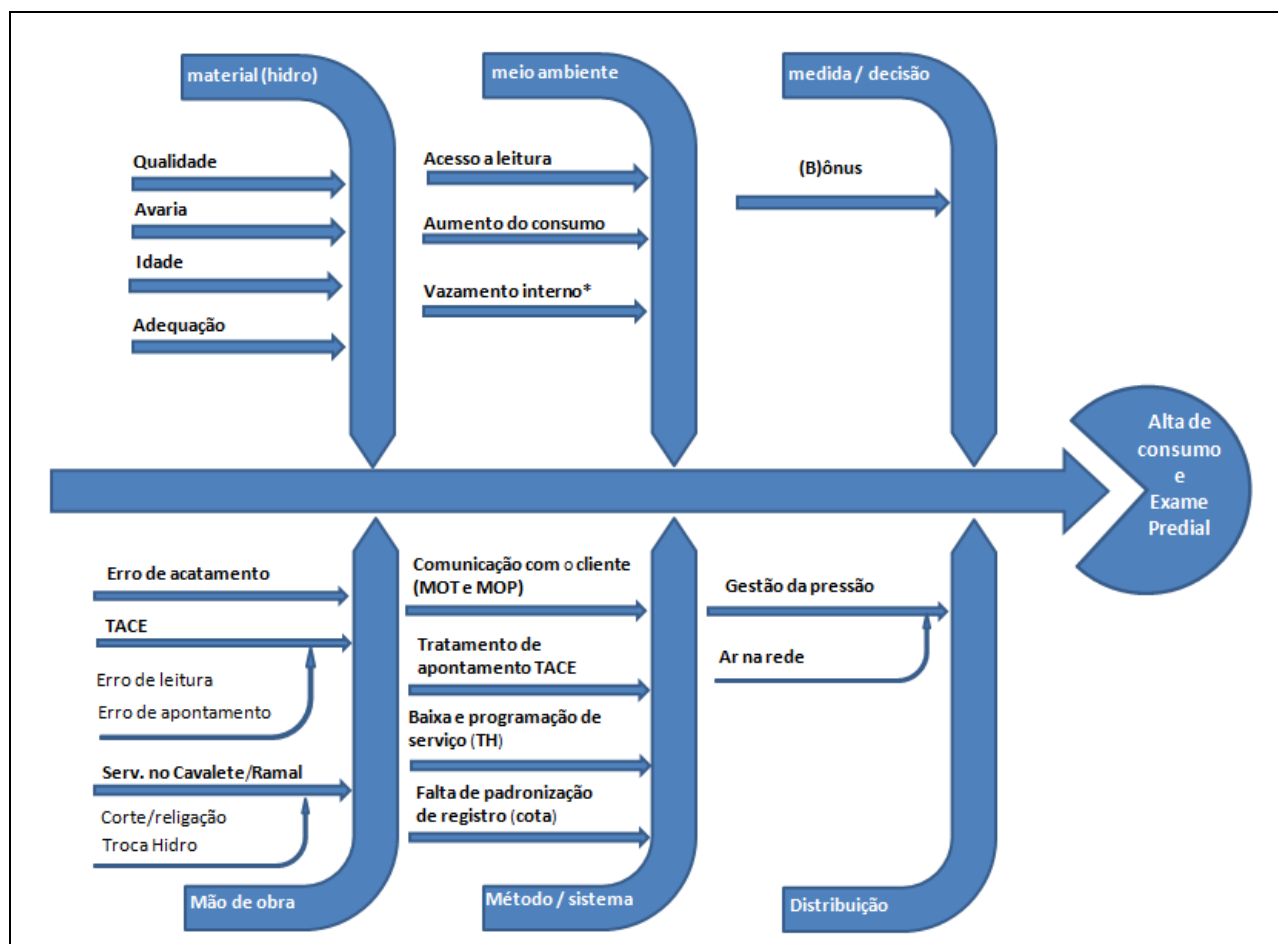 material (hidro)
Qualidade
Avaria
Idade
Adequação
meio ambiente
Acesso a leitura
Aumento do consumo
Vazamento interno*
medida / decisão
(B)ônus
Alta de
consumo
e
Exame
Predial
Erro de acatamento
TACE
Erro de leitura
Erro de apontamento
Serv. no Cavalete/Ramal
Corte/religação
Troca Hidro
Mão de obra
Comunicação com o cliente
(MOT e MOP)
Tratamento de
apontamento TACE
Baixa e programação de
serviço (TH)
Falta de padronização
de registro (cota)
Método / sistema
Gestão da pressão
Ar na rede
Distribuição